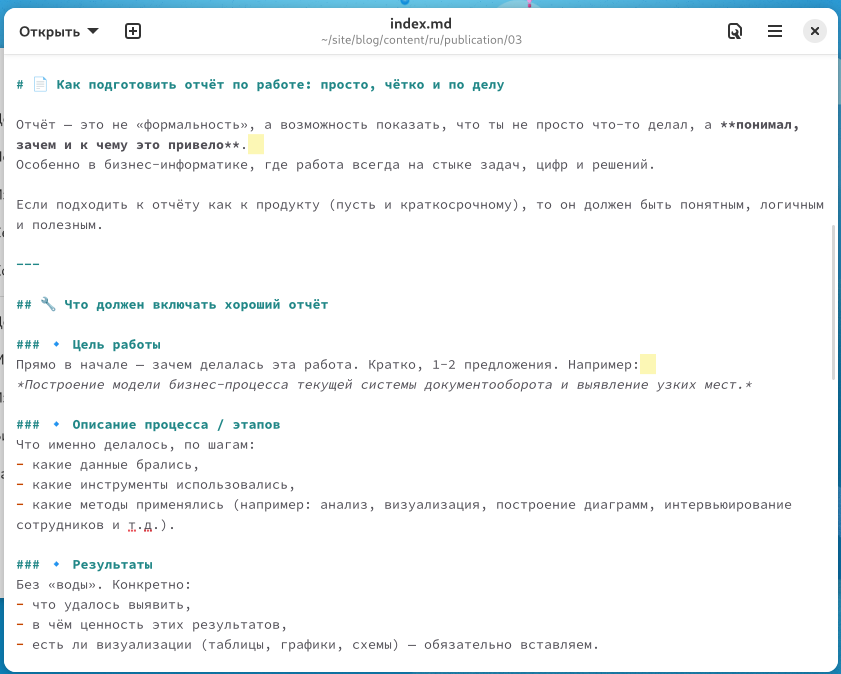 Открыть
index.md
~/site/blog/content/ru/publication/03
# 📄 Как подготовить отчёт по работе: просто, чётко и по делу
Отчёт — это не «формальность», а возможность показать, что ты не просто что-то делал, а **понимал,
зачем и к чему это привело**.
Особенно в бизнес-информатике, где работа всегда на стыке задач, цифр и решений.
Если подходить к отчёту как к продукту (пусть и краткосрочному), то он должен быть понятным, логичным
и полезным.
---
## 🔧 Что должен включать хороший отчёт
### 🔹 Цель работы
Прямо в начале — зачем делалась эта работа. Кратко, 1-2 предложения. Например:
*Построение модели бизнес-процесса текущей системы документооборота и выявление узких мест.*
### 🔹 Описание процесса / этапов
Что именно делалось, по шагам:
- какие данные брались,
- какие инструменты использовались,
- какие методы применялись (например: анализ, визуализация, построение диаграмм, интервьюирование
сотрудников и т.д.).
### 🔹 Результаты
Без «воды». Конкретно:
- что удалось выявить,
- в чём ценность этих результатов,
- есть ли визуализации (таблицы, графики, схемы) — обязательно вставляем.